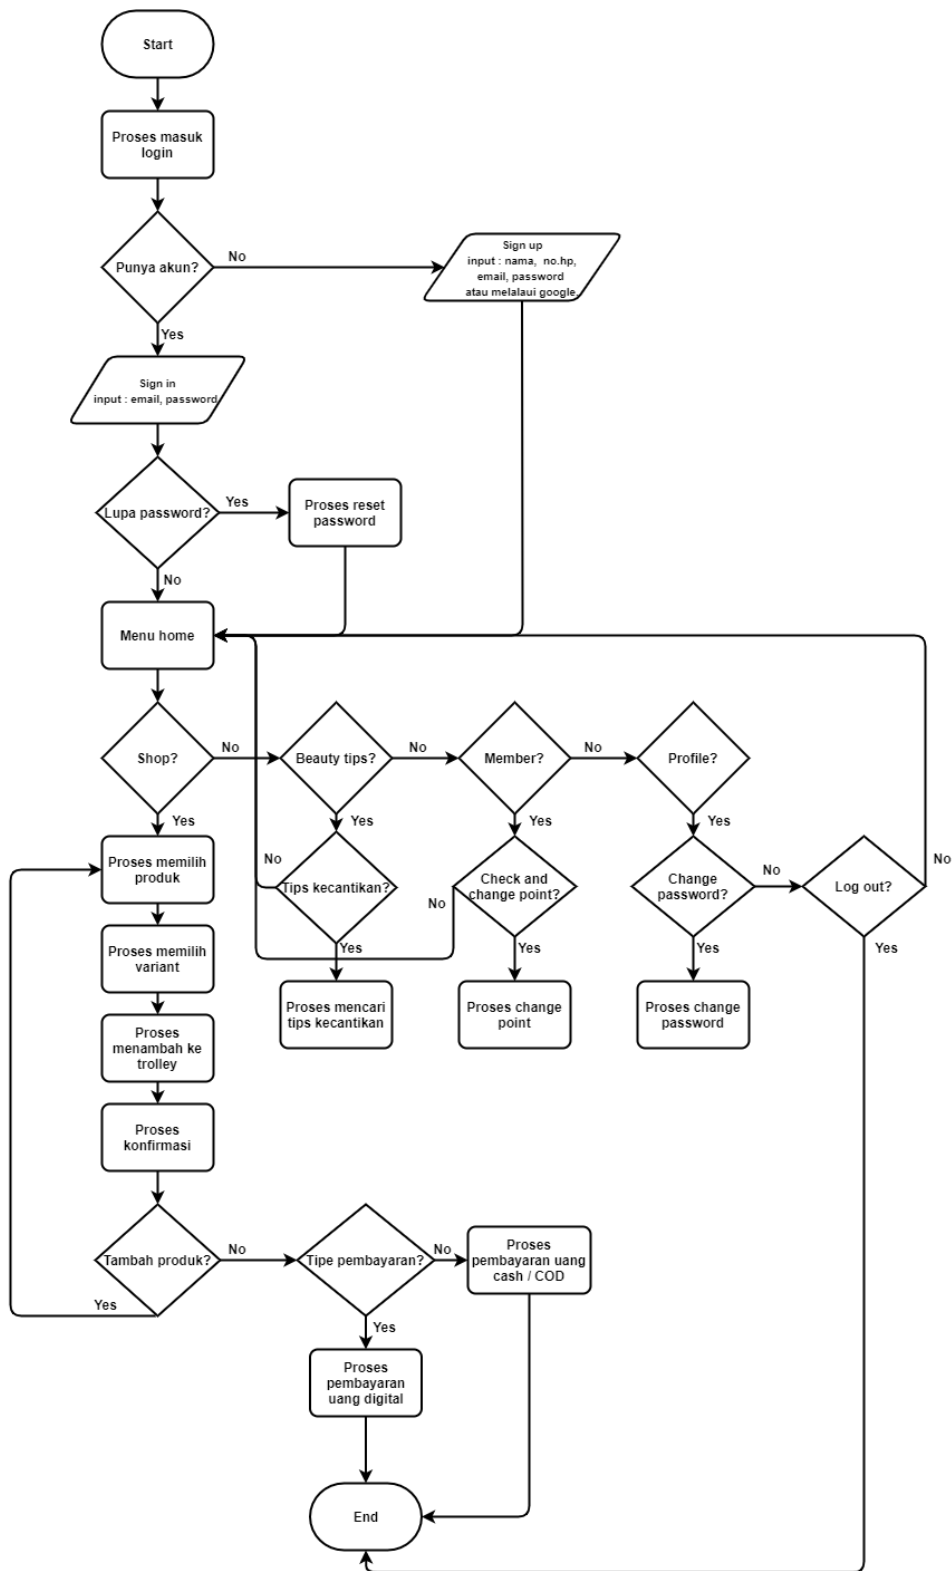 Start
Proses masuk
login
Punya akun?
No
Sign up
input : nama, no.hp,
email, password
atau melalaui google,
Yes
Sign in
input : email, password
Lupa password?
Yes
Proses reset
password
No
Menu home
Shop?
No
Beauty tips?
No
Member?
No
Profile?
Yes
Yes
Yes
Yes
Proses memilih
produk
No
Tips kecantikan?
No
Check and
change point?
Change
password?
No
Log out?
No
Proses memilih
variant
Yes
Yes
Yes
Yes
Proses mencari
tips kecantikan
Proses change
point
Proses change
password
Proses
menambah ke
trolley
Proses
konfirmasi
Tambah produk?
No
Tipe pembayaran?
No
Proses
pembayaran uang
cash / COD
Yes
Yes
Proses
pembayaran
uang digital
End